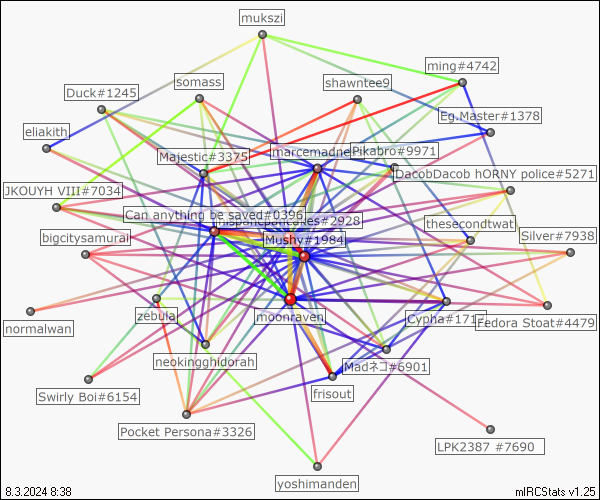 mukszi
ming#4742
somass
shawntee9
Duck#1245
Eg.Master#1378
eliakith
Majestic#3375
marcemadne
Pikabro#9971
DacobDacob hORNY police#5271
JKOUYH VIII#7034
Can anything be saved#0396
#2928
thesecondtwat
bigcitysamurai
Mushy#1984
Silver#7938
normalwan
zebula
moonraven
Cypha#171
Fedora Stoat#4479
neokingghidorah
Madネコ#6901
Swirly Boi#6154
frisout
Pocket Persona#3326
LPK2387 #7690
yoshimanden
8.3.2024 8:38
mIRCStats v1.25